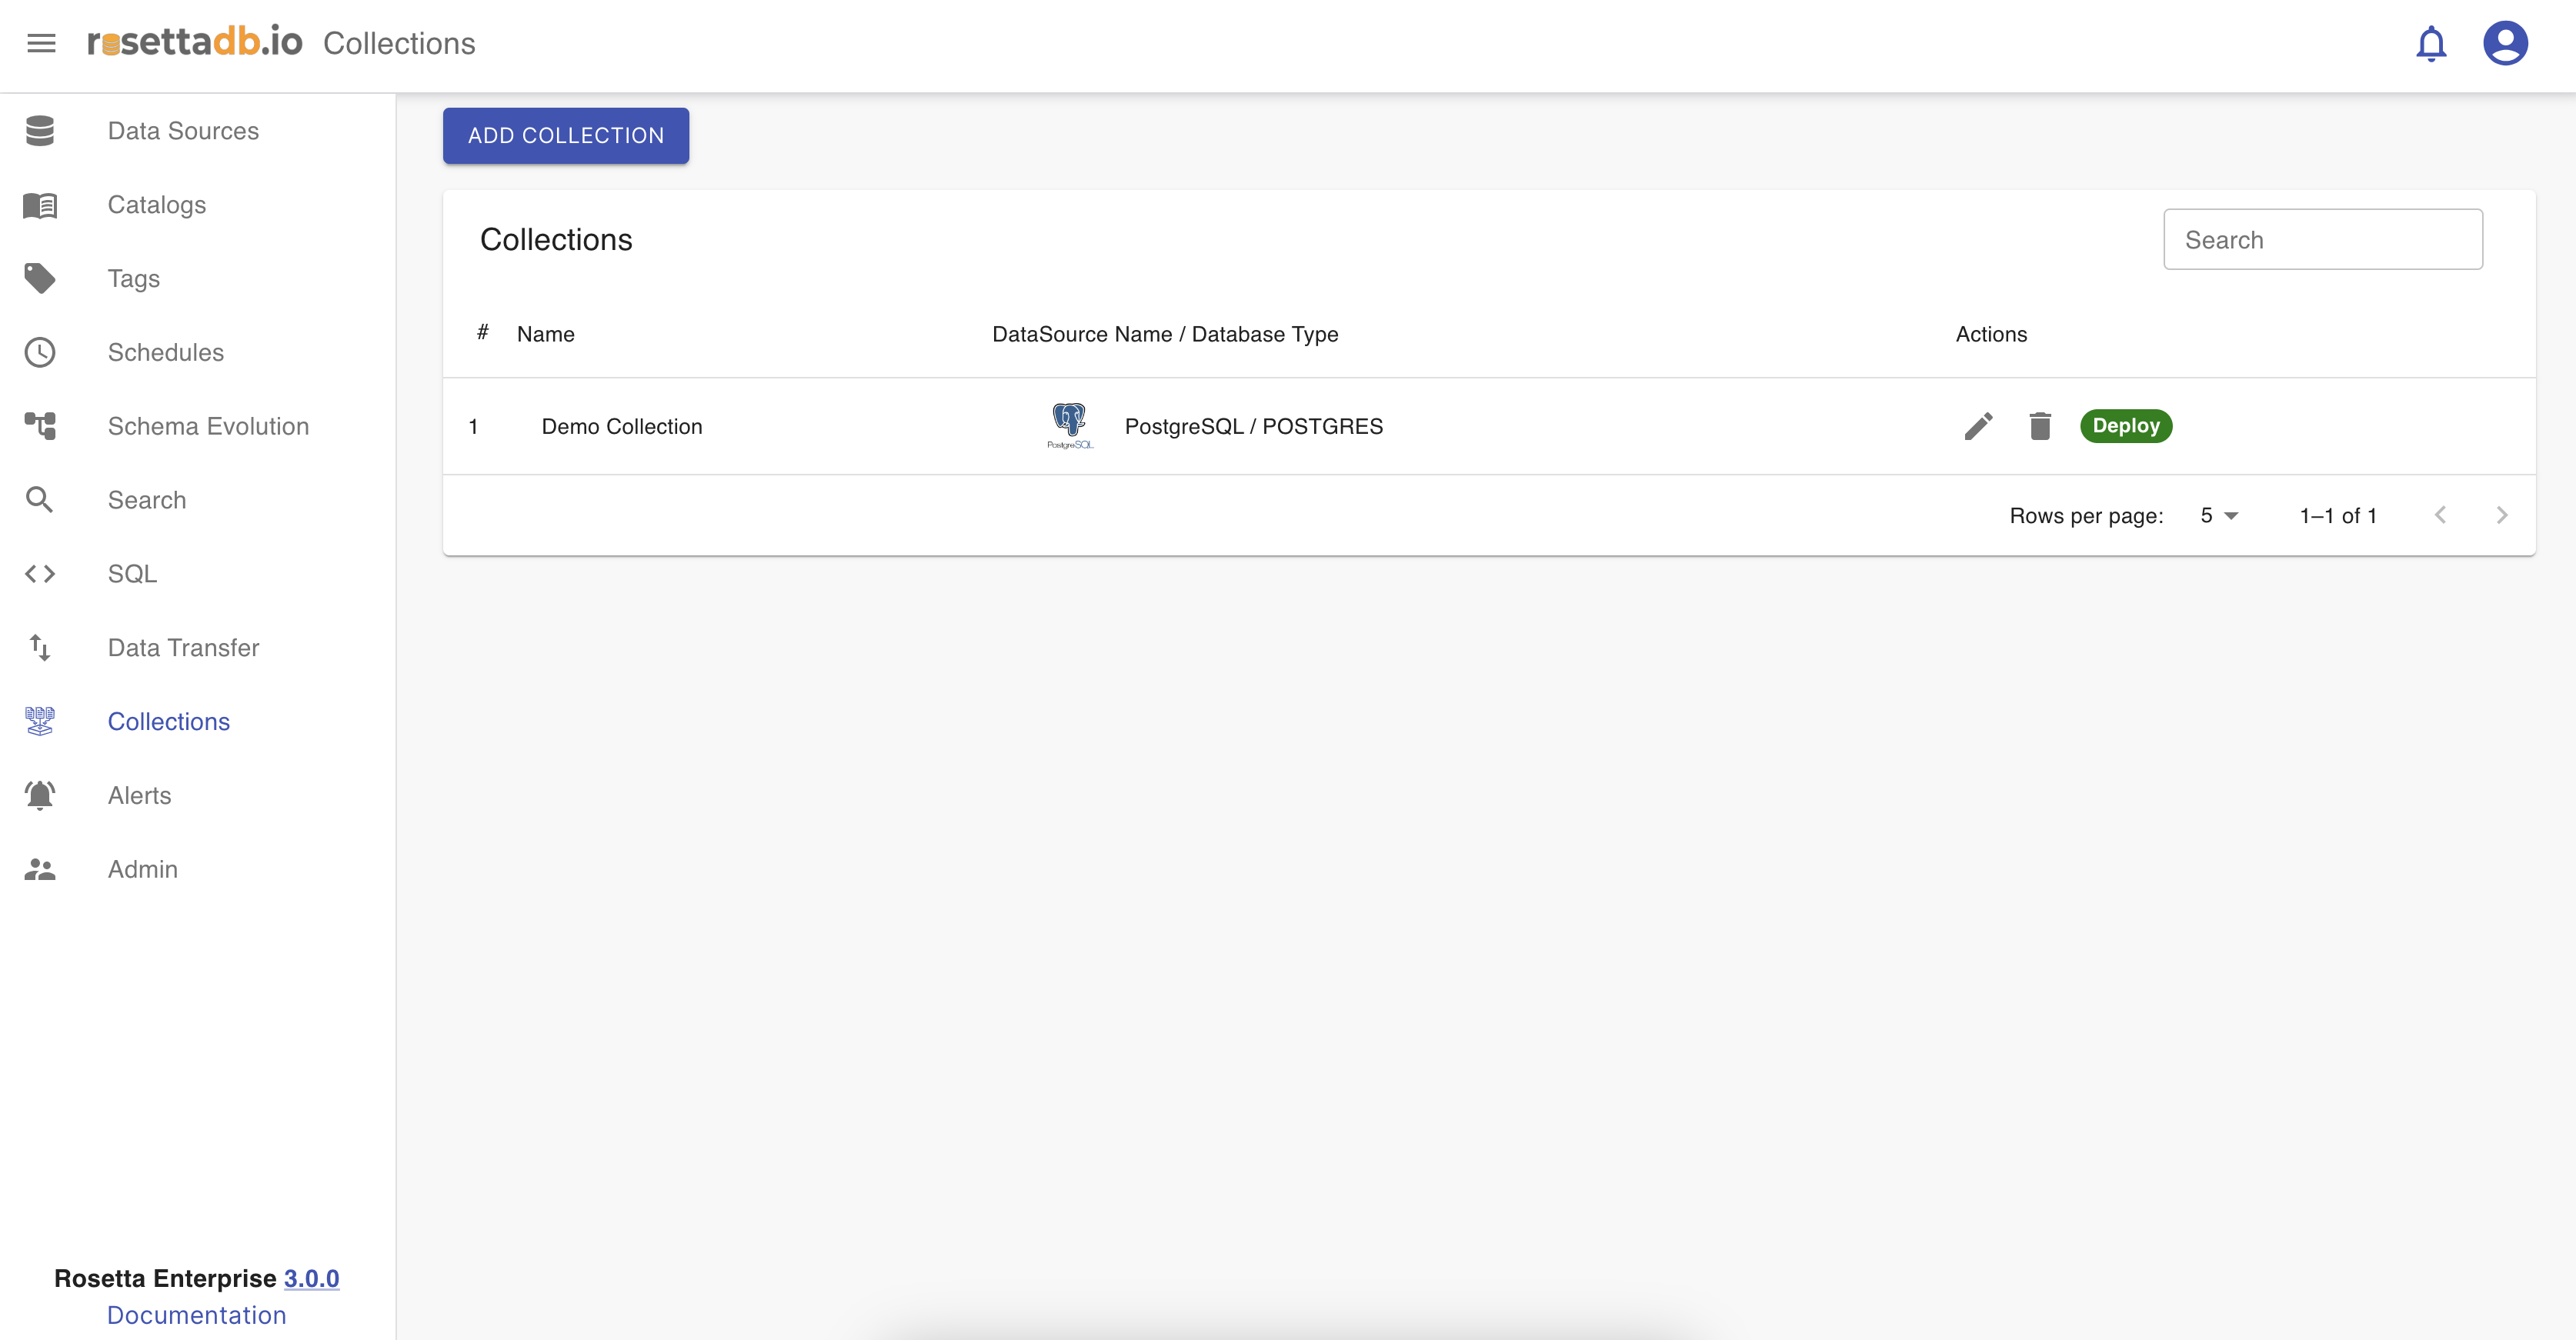 rosettadb.io Collections
Data Sources
Catalogs
Tags
Schedules
Schema Evolution
Search
SQL
Data Transfer
Collections
Alerts
Admin
Rosetta Enterprise 3.0.0
Documentation
ADD COLLECTION
Collections
Search
# Name DataSource Name / Database Type Actions
1 Demo Collection PostgreSQL PostgreSQL / POSTGRES Deploy
Rows per page: 5 1–1 of 1